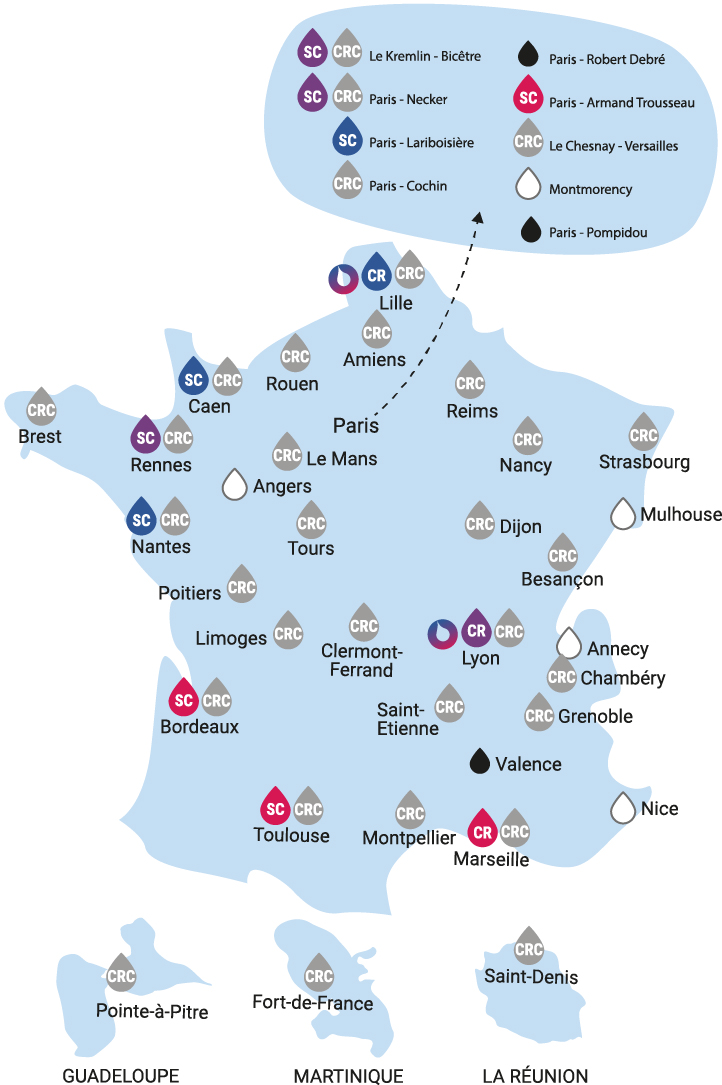 SC CRC Le Kremlin - Bicêtre
Paris - Robert Debré
SC CRC Paris - Necker
SC Paris - Armand Trousseau
SC Paris - Lariboisière
CRC Le Chesnay - Versailles
CRC Paris - Cochin
Montmorency
Paris - Pompidou
CR CRC
Lille
CRC
Amiens
CRC
Rouen
SC CRC
Caen
CRC
Reims
CRC
Brest
Paris
SC CRC
Rennes
CRC Le Mans
CRC
Nancy
CRC
Strasbourg
Angers
SC CRC
Nantes
CRC
Tours
CRC Dijon
Mulhouse
CRC
Besançon
Poitiers CRC
Limoges CRC
CRC
Clermont-
Ferrand
CR CRC
Lyon
Annecy
CRC Chambéry
SC CRC
Bordeaux
Saint-
Etienne
CRC
CRC Grenoble
Valence
SC CRC
Toulouse
CRC
Montpellier
CR CRC
Marseille
Nice
CRC
Pointe-à-Pitre
CRC
Fort-de-France
CRC
Saint-Denis
GUADELOUPE
MARTINIQUE
LA RÉUNION